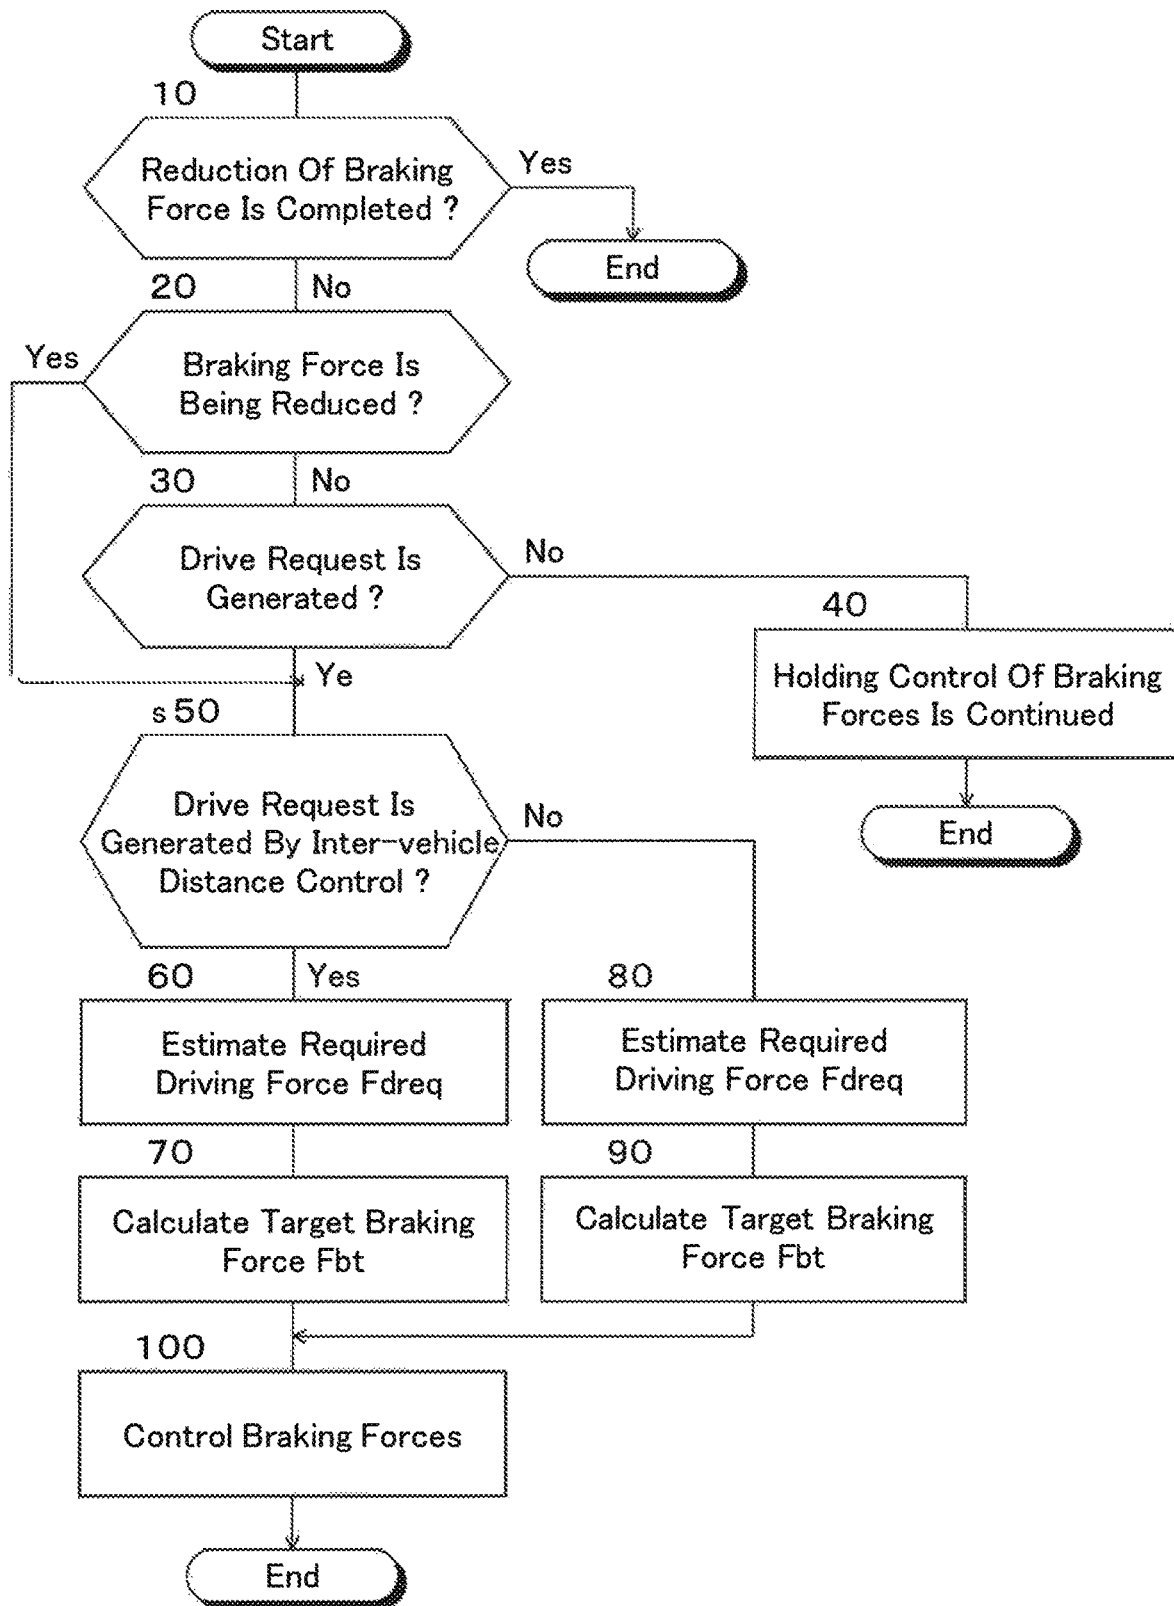 Start
10
Reduction Of Braking
Force Is Completed ?
Yes
End
20
No
Yes
Braking Force Is
Being Reduced ?
30
No
Drive Request Is
Generated ?
No
40
Holding Control Of Braking
Forces Is Continued
End
Ye
s 50
Drive Request Is
Generated By Inter-vehicle
Distance Control ?
No
60
Yes
80
Estimate Required
Driving Force Fdreq
Estimate Required
Driving Force Fdreq
70
90
Calculate Target Braking
Force Fbt
Calculate Target Braking
Force Fbt
100
Control Braking Forces
End